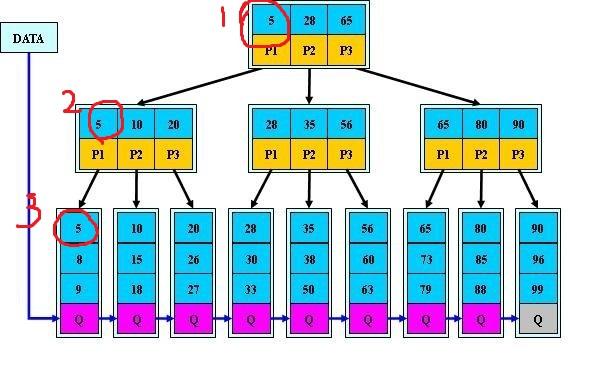 1
5 28 65
P1 P2 P3
DATA
2
5 10 20
P1 P2 P3
28 35 56
P1 P2 P3
65 80 90
P1 P2 P3
3
5 10 20 28 35 56 65 80 90
8 15 26 30 38 60 73 85 96
9 18 27 33 50 63 79 88 99
Q Q Q Q Q Q Q Q Q